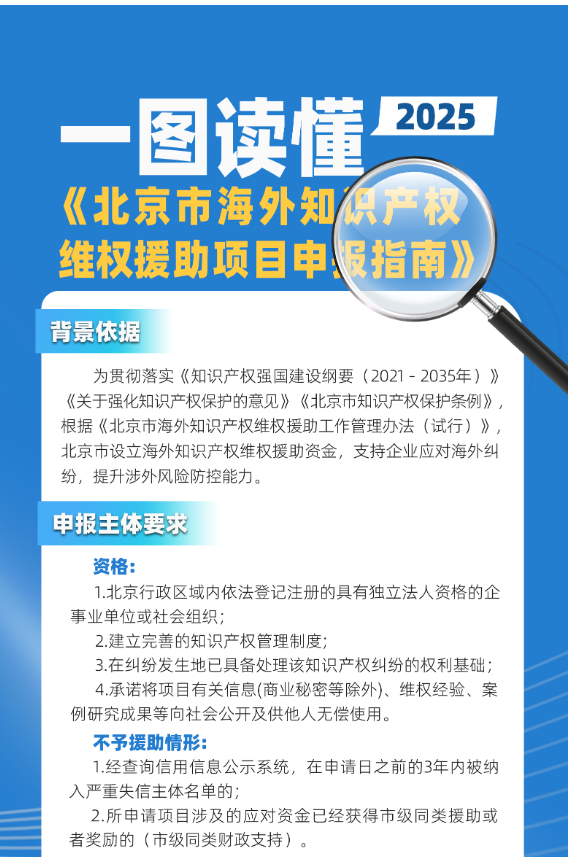 一图读懂
2025
《北京市海外知识产权
维权援助项目申报指南》
背景依据
为贯彻落实《知识产权强国建设纲要（2021－2035年）》
《关于强化知识产权保护的意见》《北京市知识产权保护条例》,
根据《北京市海外知识产权维权援助工作管理办法（试行）》,
北京市设立海外知识产权维权援助资金，支持企业应对海外纠
纷，提升涉外风险防控能力。
申报主体要求
资格:
1.北京行政区域内依法登记注册的具有独立法人资格的企
事业单位或社会组织；
2.建立完善的知识产权管理制度；
3.在纠纷发生地已具备处理该知识产权纠纷的权利基础；
4.承诺将项目有关信息(商业秘密等除外)、维权经验、案
例研究成果等向社会公开及供他人无偿使用。
不予援助情形:
1.经查询信用信息公示系统，在申请日之前的3年内被纳
入严重失信主体名单的；
2.所申请项目涉及的应对资金已经获得市级同类援助或
者奖励的（市级同类财政支持）。